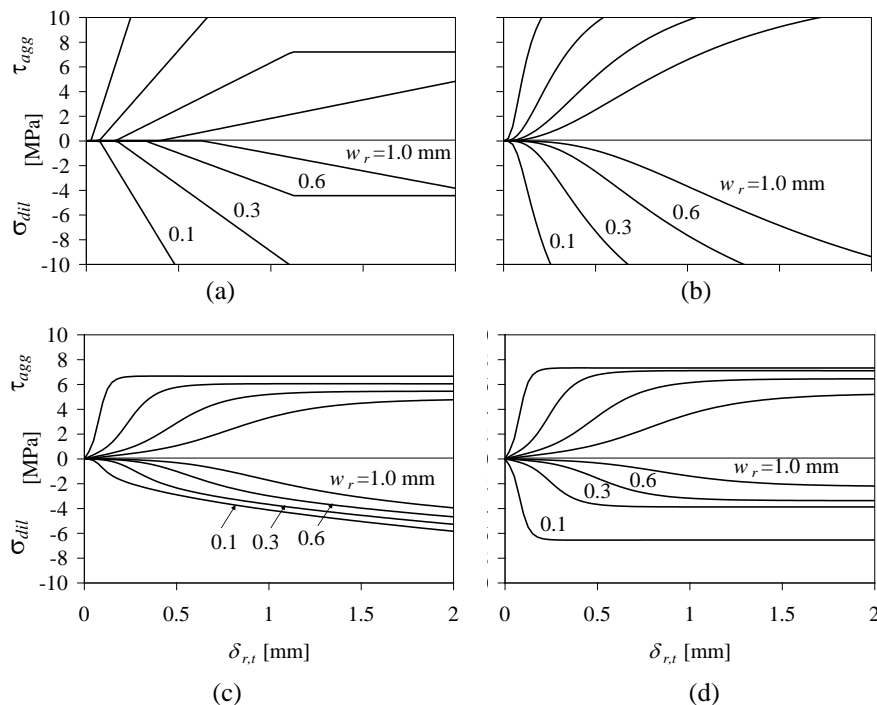 10
8
6
4
2
0
-2
-4
-6
-8
-10
τagg
[MPa]
σdil
wr=1.0 mm
0.6
0.3
0.1
(a)
wr=1.0 mm
0.6
0.3
0.1
(b)
10
8
6
4
2
0
-2
-4
-6
-8
-10
τagg
[MPa]
σdil
wr=1.0 mm
0.1
0.3
0.6
0 0.5 1 1.5 2
δr,t [mm]
(c)
wr=1.0 mm
0.6
0.3
0.1
0 0.5 1 1.5 2
δr,t [mm]
(d)